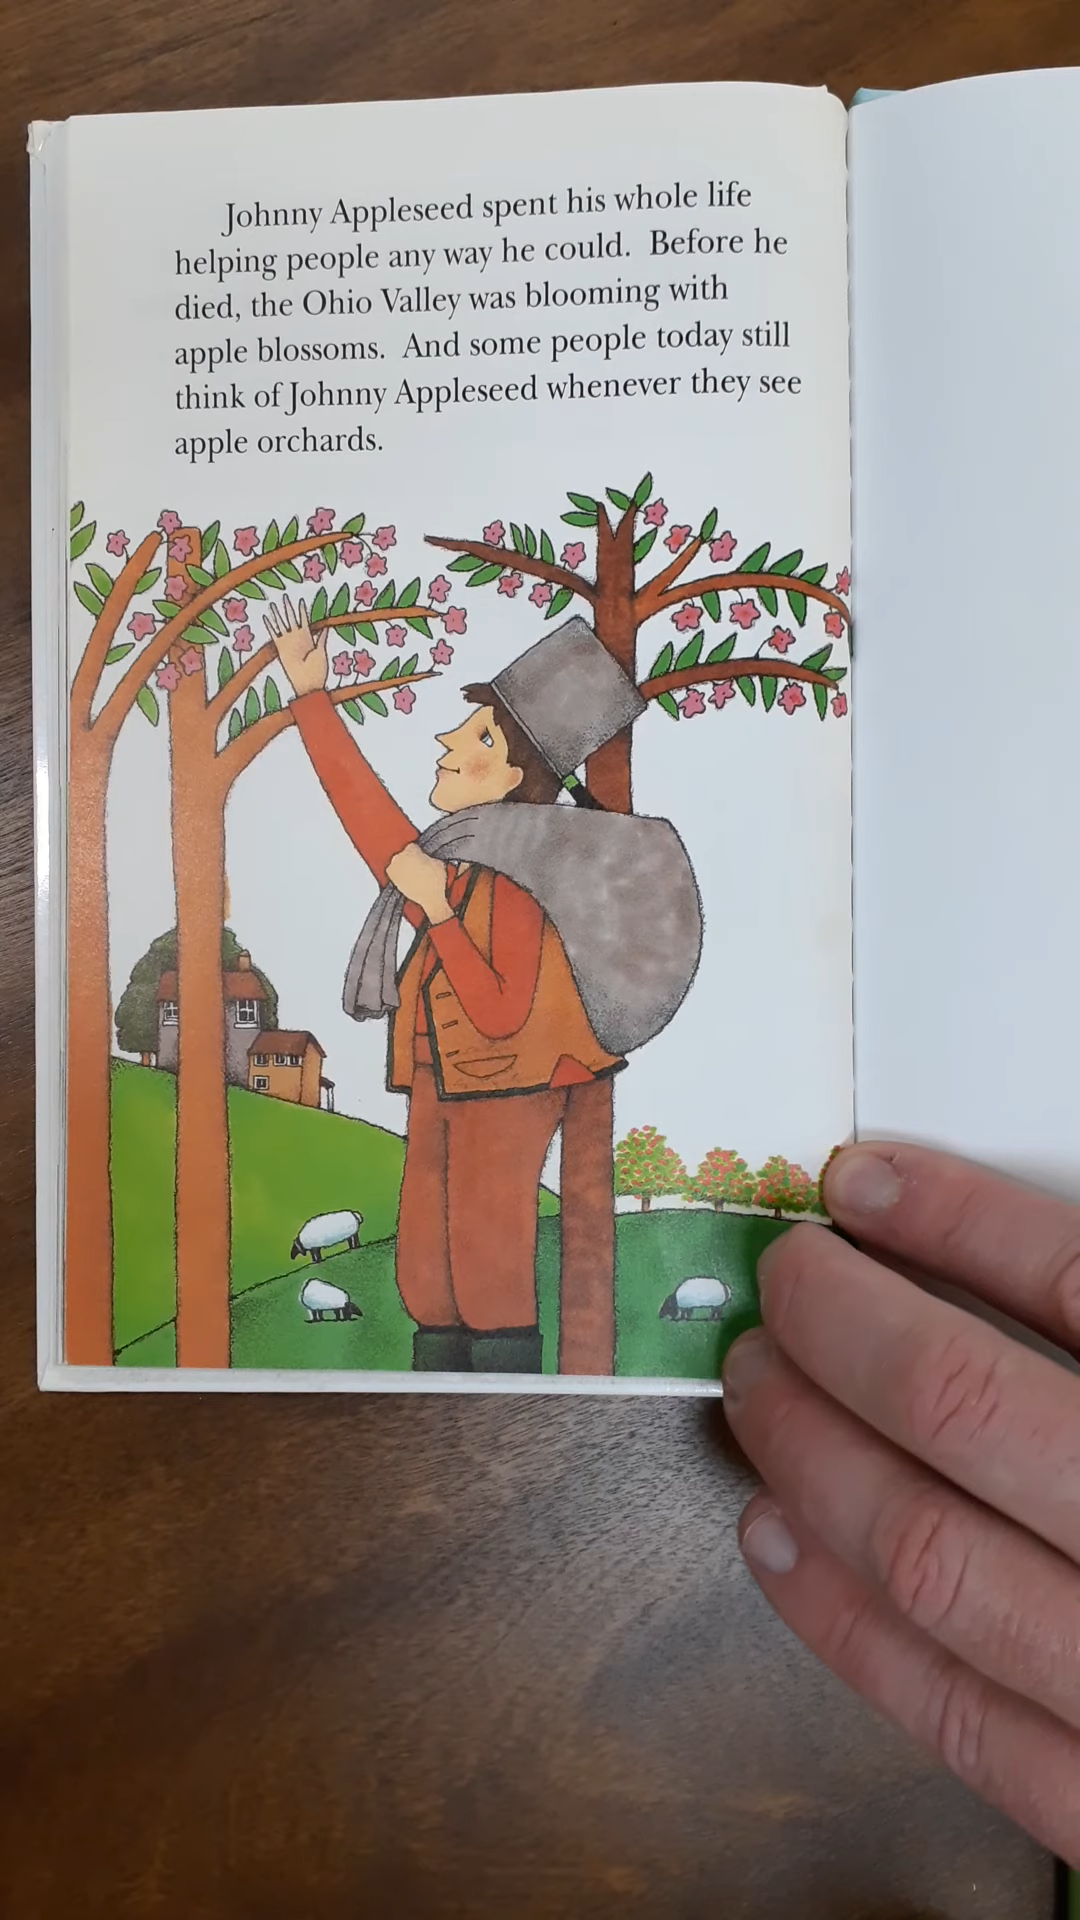 Johnny Appleseed spent his whole life
helping people any way he could. Before he
died, the Ohio Valley was blooming with
apple blossoms. And some people today still
think of Johnny Appleseed whenever they see
apple orchards.